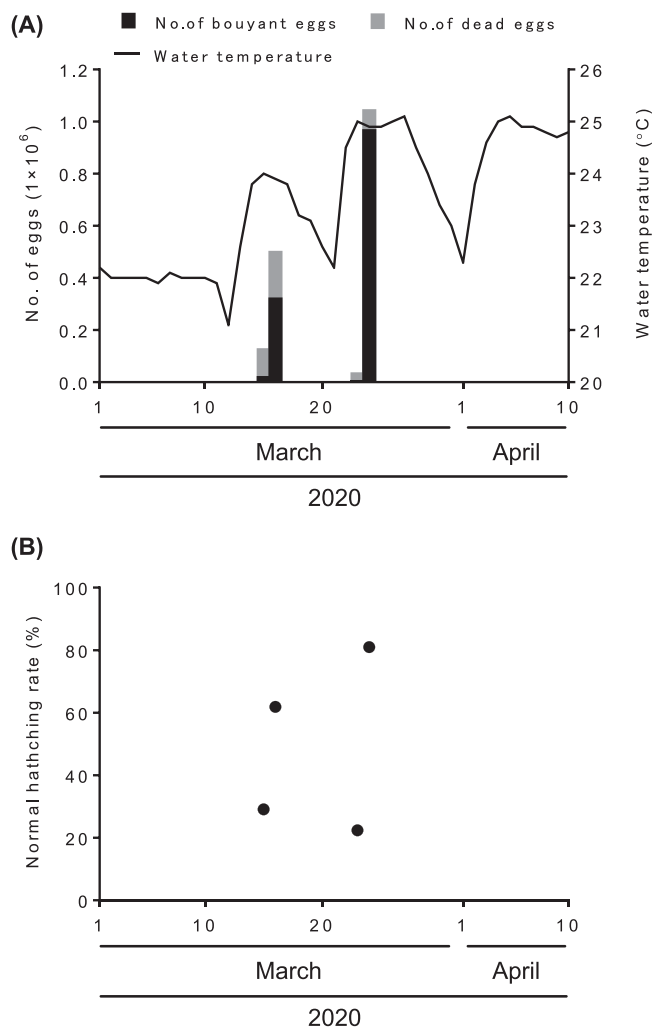 (A)
No.of bouyant eggs No.of dead eggs
Water temperature
No. of eggs (1×10⁶)
1.2
1.0
0.8
0.6
0.4
0.2
0.0
26
25
24
23
22
21
20
Water temperature (°C)
1 10 20 1 10
March April
2020
(B)
Normal hathching rate (%)
100
80
60
40
20
0
1 10 20 1 10
March April
2020